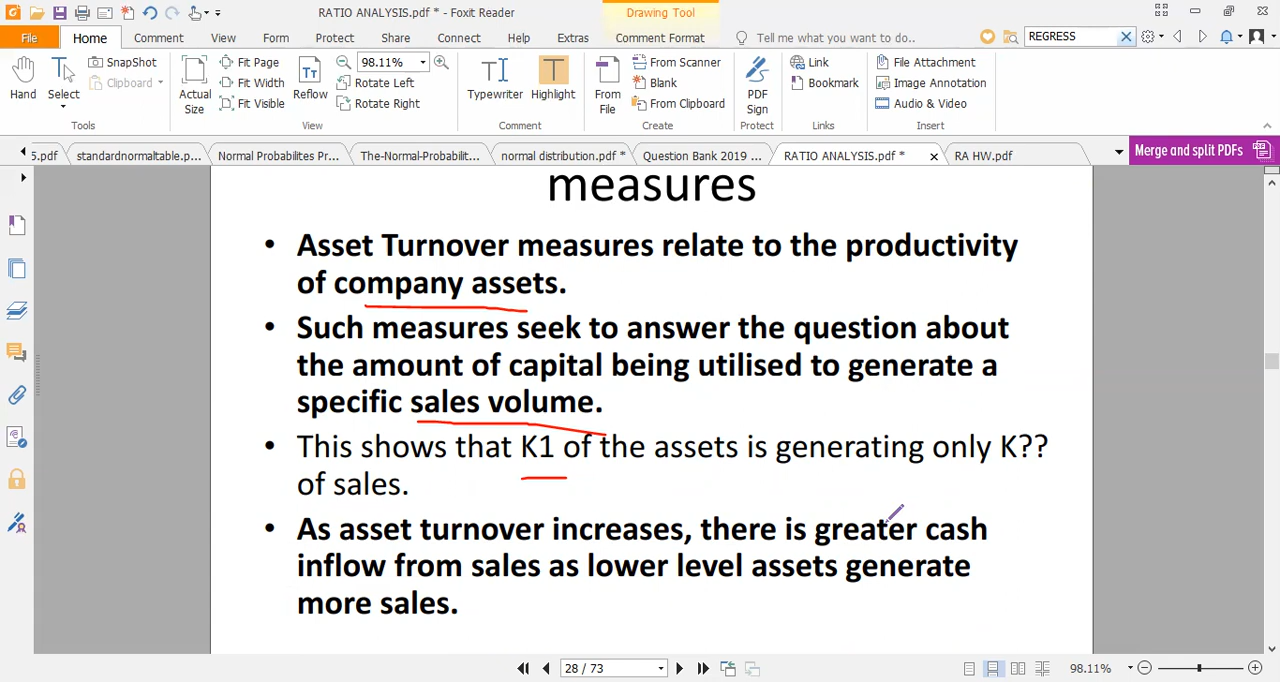 RATIO ANALYSIS.pdf * - Foxit Reader
Drawing Tool
File Home Comment View Form Protect Share Connect Help Extras Comment Format Tell me what you want to do.. REGRESS
Hand
Select
SnapShot
Clipboard
Tools
Actual Size
Fit Page
Fit Width
Fit Visible
Reflow
98.11%
Rotate Left
Rotate Right
View
Typewriter
Highlight
Comment
From File
From Scanner
Blank
From Clipboard
Create
PDF Sign
Protect
Link
Bookmark
Links
File Attachment
Image Annotation
Audio & Video
Insert
5.pdf standardnormaltable.p... Normal Probabilites Pr... The-Normal-Probabilit... normal distribution.pdf * Question Bank 2019 ... RATIO ANALYSIS.pdf * RA HW.pdf Merge and split PDFs
measures
• Asset Turnover measures relate to the productivity
of company assets.
• Such measures seek to answer the question about
the amount of capital being utilised to generate a
specific sales volume.
• This shows that K1 of the assets is generating only K??
of sales.
• As asset turnover increases, there is greater cash
inflow from sales as lower level assets generate
more sales.
28 / 73
98.11%